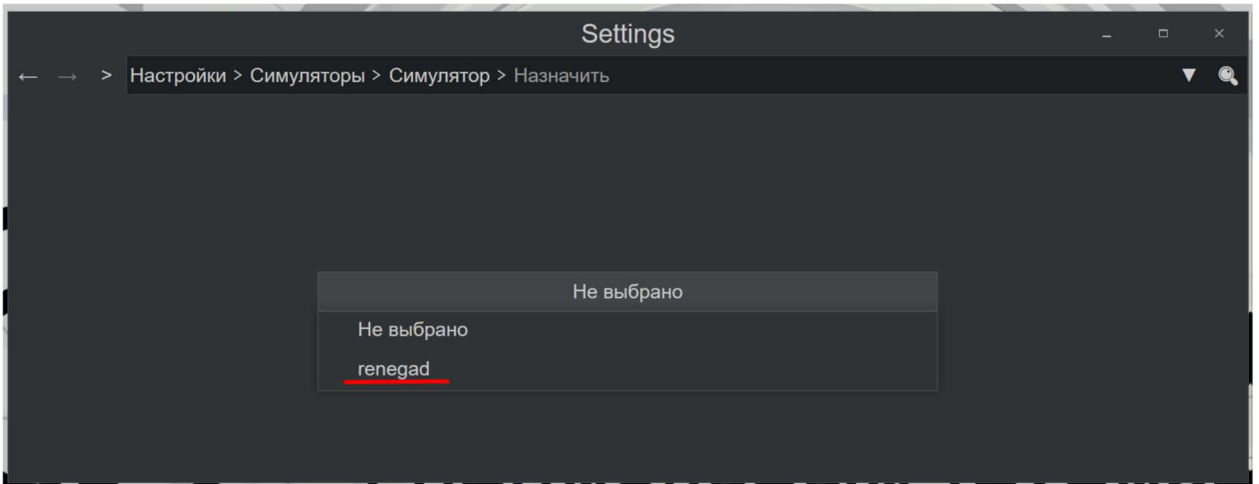 Settings
← → > Настройки > Симуляторы > Симулятор > Назначить
Не выбрано
Не выбрано
renegad